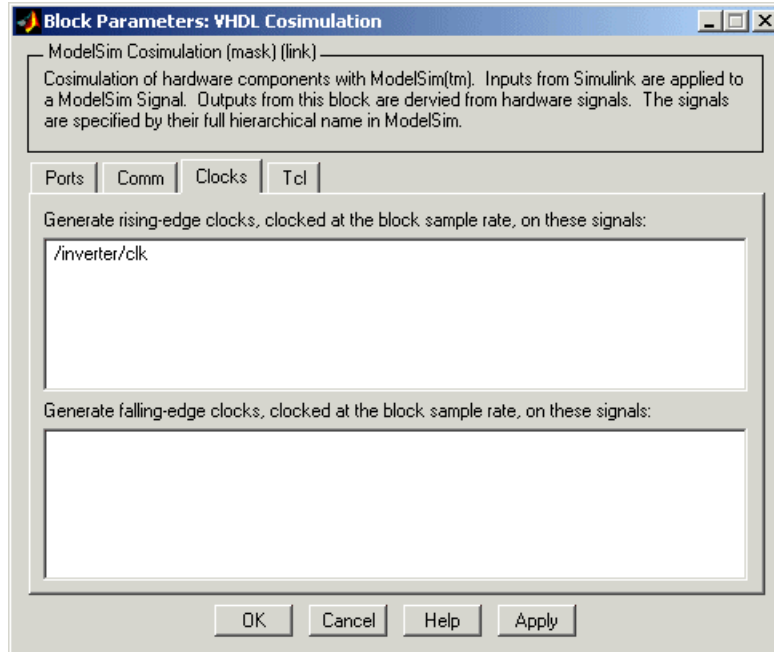 Block Parameters: VHDL Cosimulation
ModelSim Cosimulation (mask) (link)
Cosimulation of hardware components with ModelSim(tm). Inputs from Simulink are applied to
a ModelSim Signal. Outputs from this block are dervied from hardware signals. The signals
are specified by their full hierarchical name in ModelSim.
Ports Comm Clocks Tcl
Generate rising-edge clocks, clocked at the block sample rate, on these signals:
/inverter/clk
Generate falling-edge clocks, clocked at the block sample rate, on these signals:
OK Cancel Help Apply